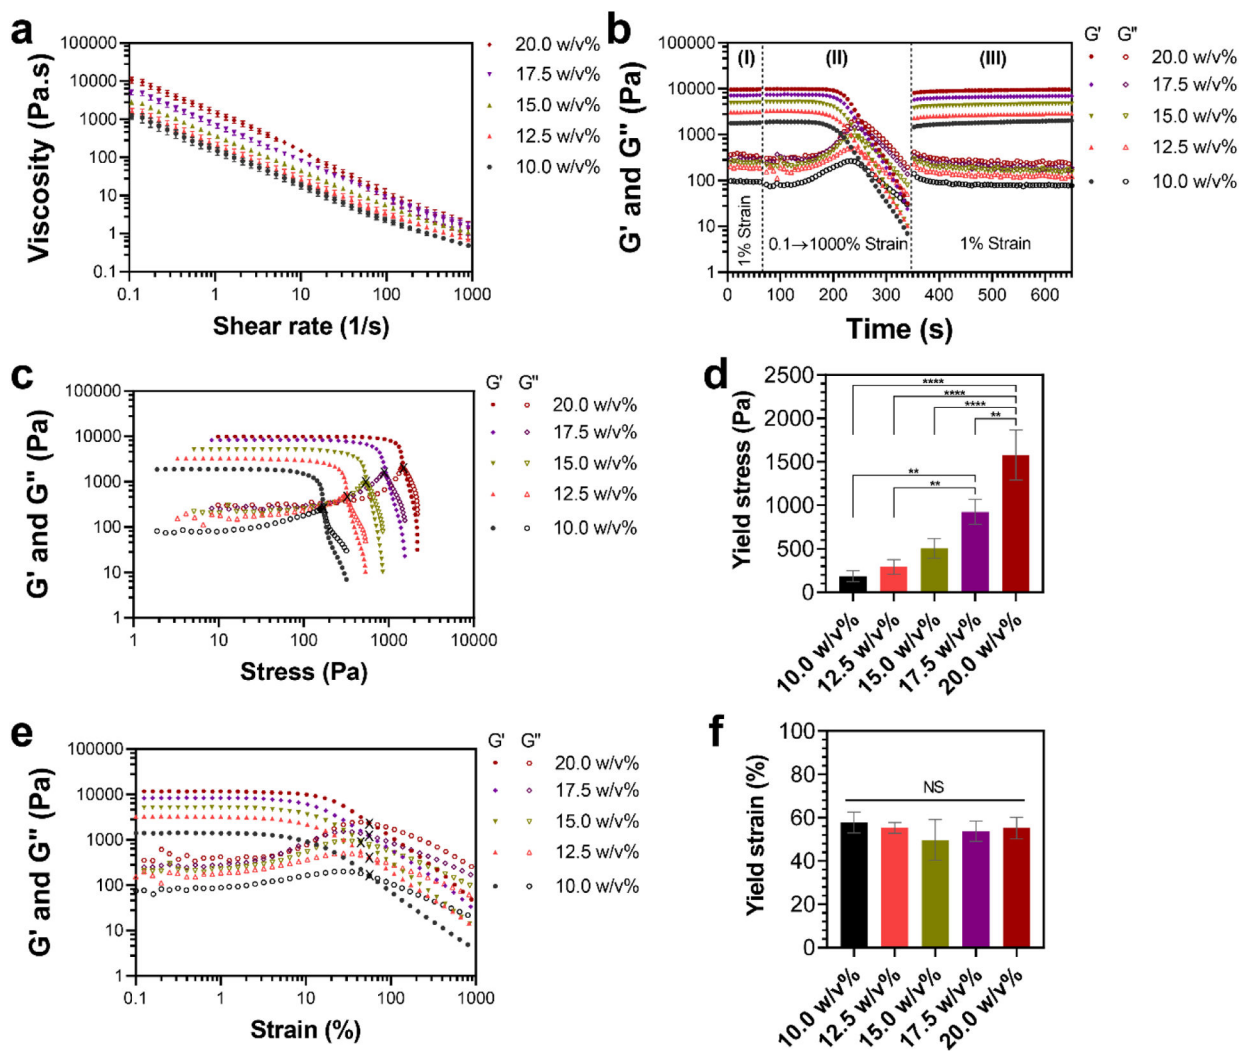 a
Viscosity (Pa.s)
100000
10000
1000
100
10
1
0.1
0.1
1
10
100
1000
Shear rate (1/s)
20.0 w/v%
17.5 w/v%
15.0 w/v%
12.5 w/v%
10.0 w/v%
b
G' and G" (Pa)
100000
10000
1000
100
10
1
(I)
(II)
(III)
1% Strain
0.1→1000% Strain
1% Strain
0
100
200
300
400
500
600
Time (s)
G' G"
20.0 w/v%
17.5 w/v%
15.0 w/v%
12.5 w/v%
10.0 w/v%
c
G' and G" (Pa)
100000
10000
1000
100
10
1
1
10
100
1000
10000
Stress (Pa)
G' G"
20.0 w/v%
17.5 w/v%
15.0 w/v%
12.5 w/v%
10.0 w/v%
d
Yield stress (Pa)
2500
2000
1500
1000
500
0
****
****
****
**
**
**
10.0 w/v%
12.5 w/v%
15.0 w/v%
17.5 w/v%
20.0 w/v%
e
G' and G" (Pa)
100000
10000
1000
100
10
1
0.1
1
10
100
1000
Strain (%)
G' G"
20.0 w/v%
17.5 w/v%
15.0 w/v%
12.5 w/v%
10.0 w/v%
f
Yield strain (%)
100
80
60
40
20
0
NS
10.0 w/v%
12.5 w/v%
15.0 w/v%
17.5 w/v%
20.0 w/v%